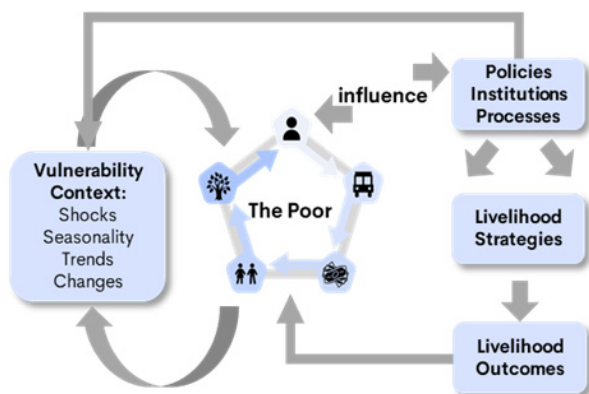 influence
Policies
Institutions
Processes
Vulnerability
Context:
Shocks
Seasonality
Trends
Changes
The Poor
Livelihood
Strategies
Livelihood
Outcomes